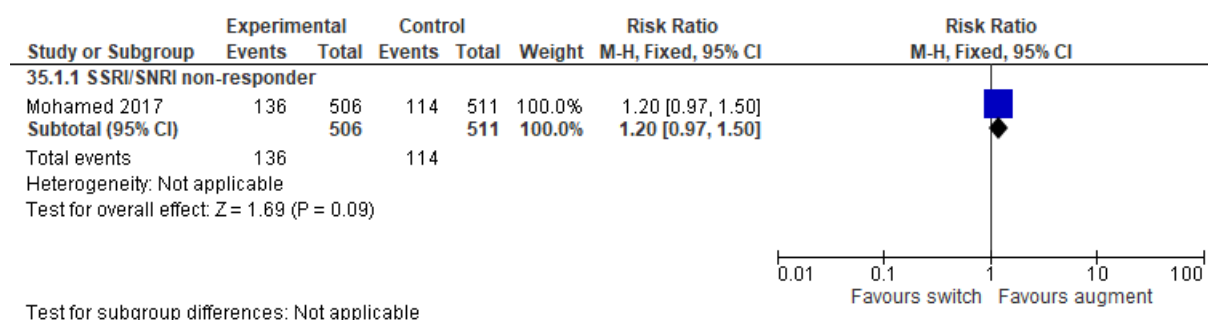 Experimental Control Risk Ratio Risk Ratio
Study or Subgroup Events Total Events Total Weight M-H, Fixed, 95% CI M-H, Fixed, 95% CI
35.1.1 SSRI/SNRI non-responder
Mohamed 2017 136 506 114 511 100.0% 1.20 [0.97, 1.50]
Subtotal (95% CI) 506 511 100.0% 1.20 [0.97, 1.50]
Total events 136 114
Heterogeneity: Not applicable
Test for overall effect: Z = 1.69 (P = 0.09)
0.01 0.1 1 10 100
Favours switch Favours augment
Test for subgroup differences: Not applicable